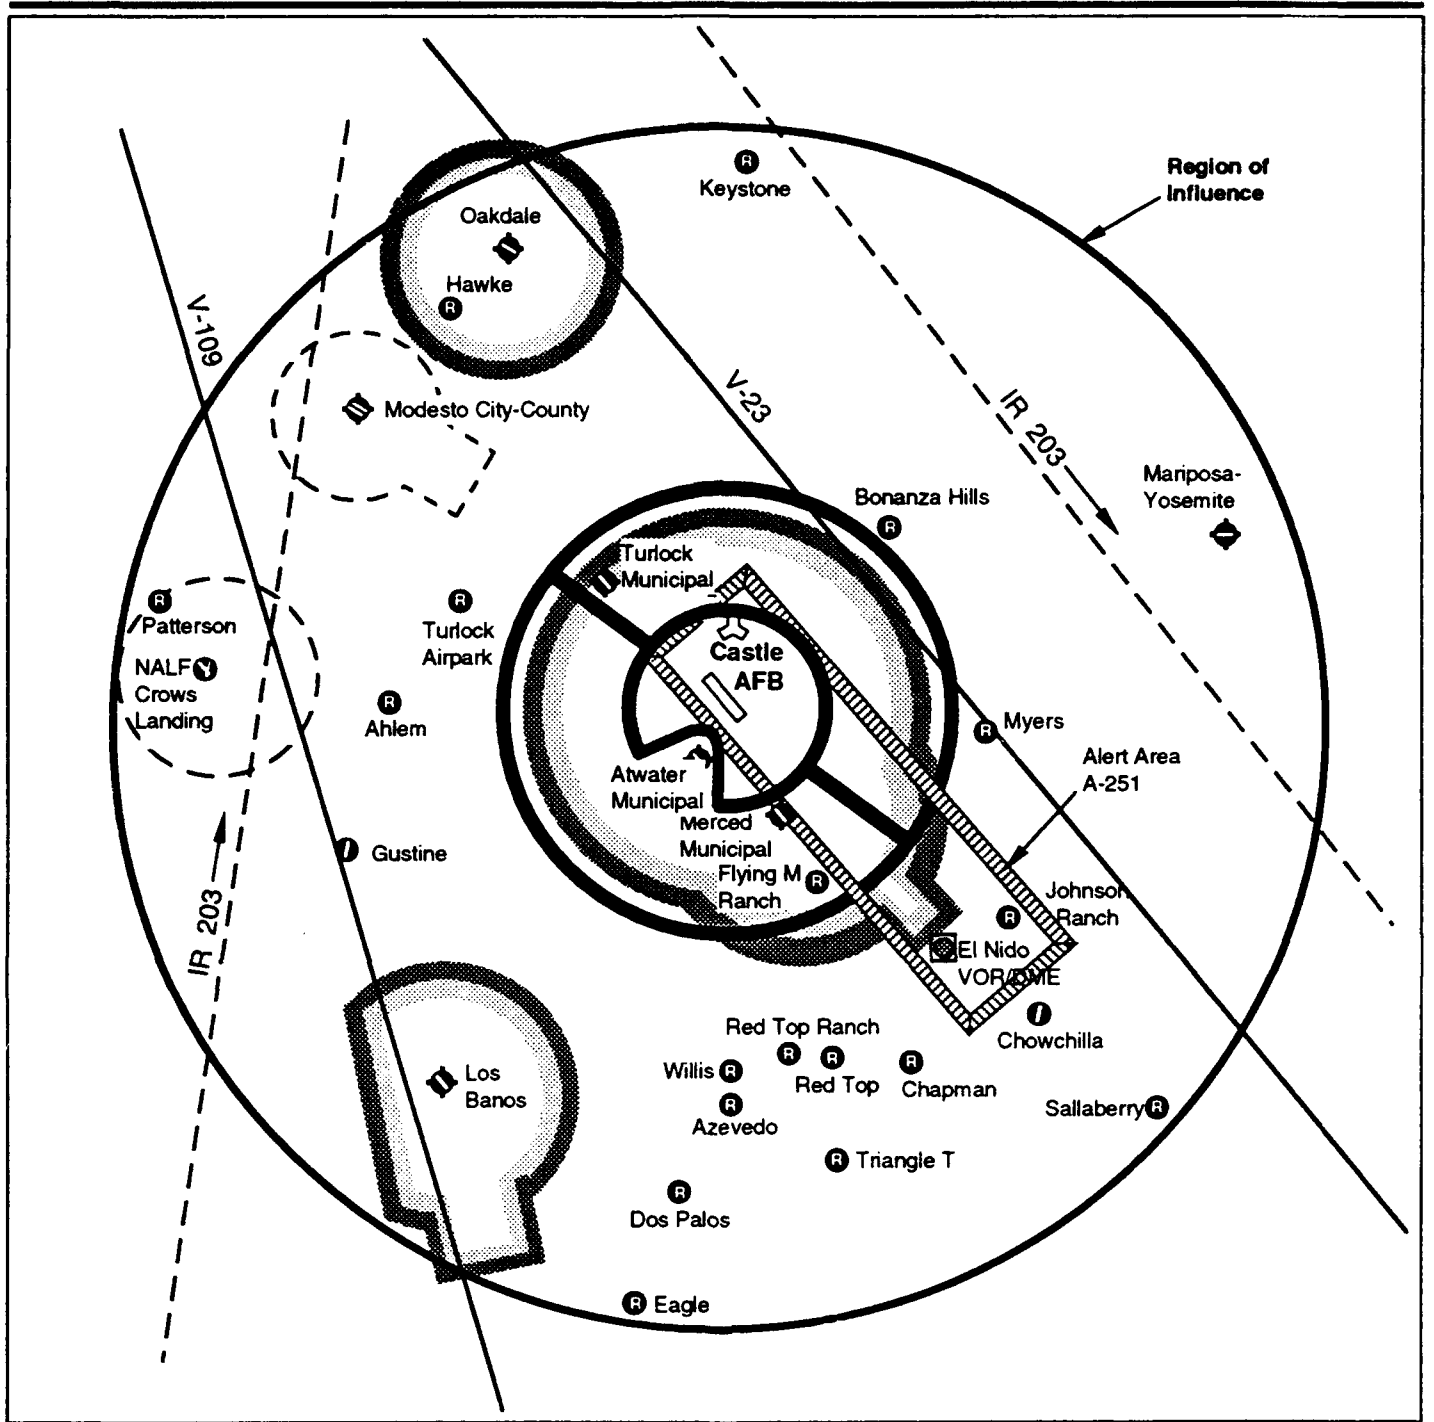 Region of
Influence
R
Keystone
Oakdale
Hawke
R
V-109
Modesto City-County
V-23
IR 203
Mariposa-
Yosemite
Bonanza Hills
R
Turlock
Municipal
R
Patterson
R
Turlock
Airpark
NALF
Crows
Landing
Castle
AFB
R
Ahlem
R
Myers
Alert Area
A-251
Atwater
Municipal
Merced
Municipal
Gustine
Flying M
Ranch
R
Johnson
Ranch
R
IR 203
El Nido
VOR/DME
Chowchilla
Red Top Ranch
R
R
Red Top
R
Chapman
Willis R
R
Azevedo
Los
Banos
Sallaberry R
R Triangle T
R
Dos Palos
R Eagle